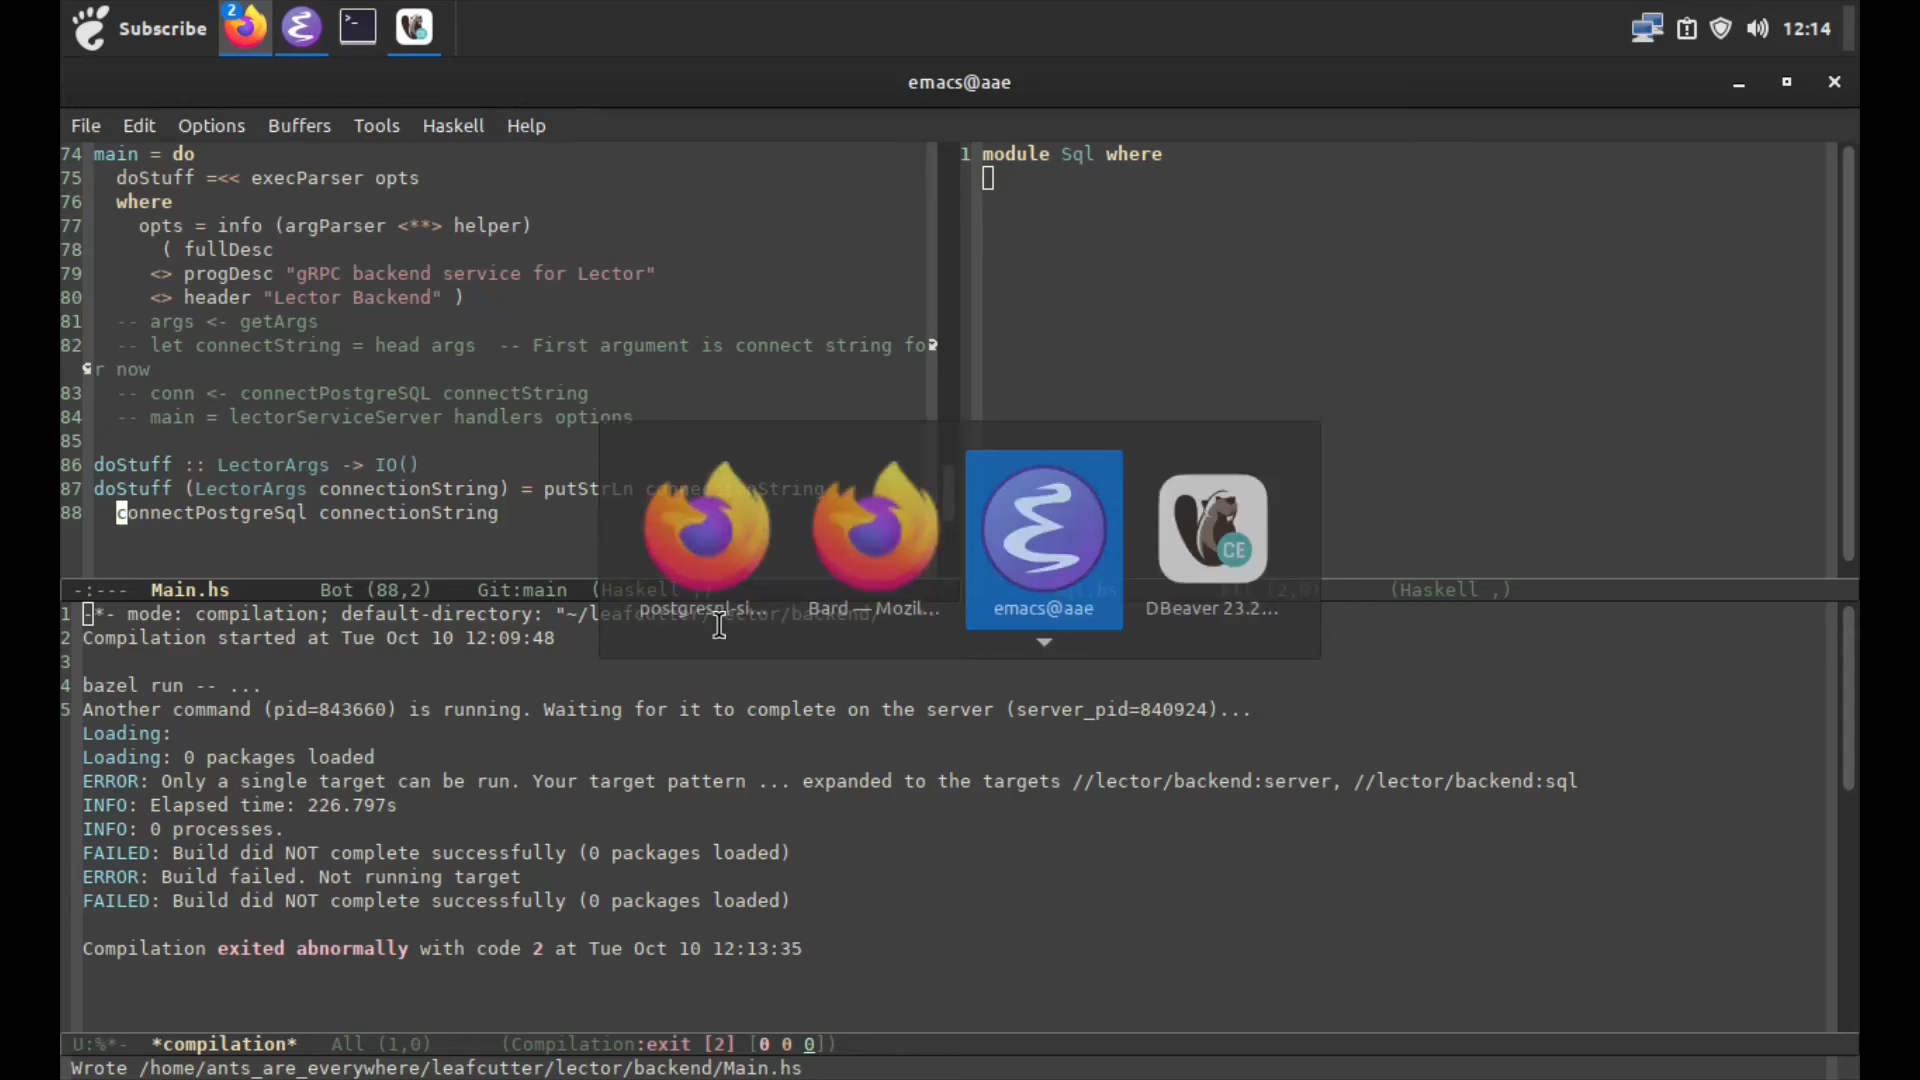 Subscribe
2
12:14
emacs@aae
File Edit Options Buffers Tools Haskell Help
74 main = do
75 doStuff =<< execParser opts
76 where
77 opts = info (argParser <**> helper)
78 ( fullDesc
79 <> progDesc "gRPC backend service for Lector"
80 <> header "Lector Backend" )
81 -- args <- getArgs
82 -- let connectString = head args -- First argument is connect string fo
r now
83 -- conn <- connectPostgreSQL connectString
84 -- main = lectorServiceServer handlers options
85
86 doStuff :: LectorArgs -> IO()
87 doStuff (LectorArgs connectionString) = putStrLn connectionString
88 connectPostgreSql connectionString
-:--- Main.hs Bot (88,2) Git:main (Haskell ,)
1 module Sql where
(Haskell ,)
Bard — Mozil...
emacs@aae
DBeaver 23.2...
CE
1 -*- mode: compilation; default-directory: "~/leafcutter/lector/backend/"
2 Compilation started at Tue Oct 10 12:09:48
3
4 bazel run -- ...
5 Another command (pid=843660) is running. Waiting for it to complete on the server (server_pid=840924)...
Loading:
Loading: 0 packages loaded
ERROR: Only a single target can be run. Your target pattern ... expanded to the targets //lector/backend:server, //lector/backend:sql
INFO: Elapsed time: 226.797s
INFO: 0 processes.
FAILED: Build did NOT complete successfully (0 packages loaded)
ERROR: Build failed. Not running target
FAILED: Build did NOT complete successfully (0 packages loaded)
Compilation exited abnormally with code 2 at Tue Oct 10 12:13:35
U:%*- *compilation* All (1,0) (Compilation:exit [2] [0 0 0])
Wrote /home/ants_are_everywhere/leafcutter/lector/backend/Main.hs